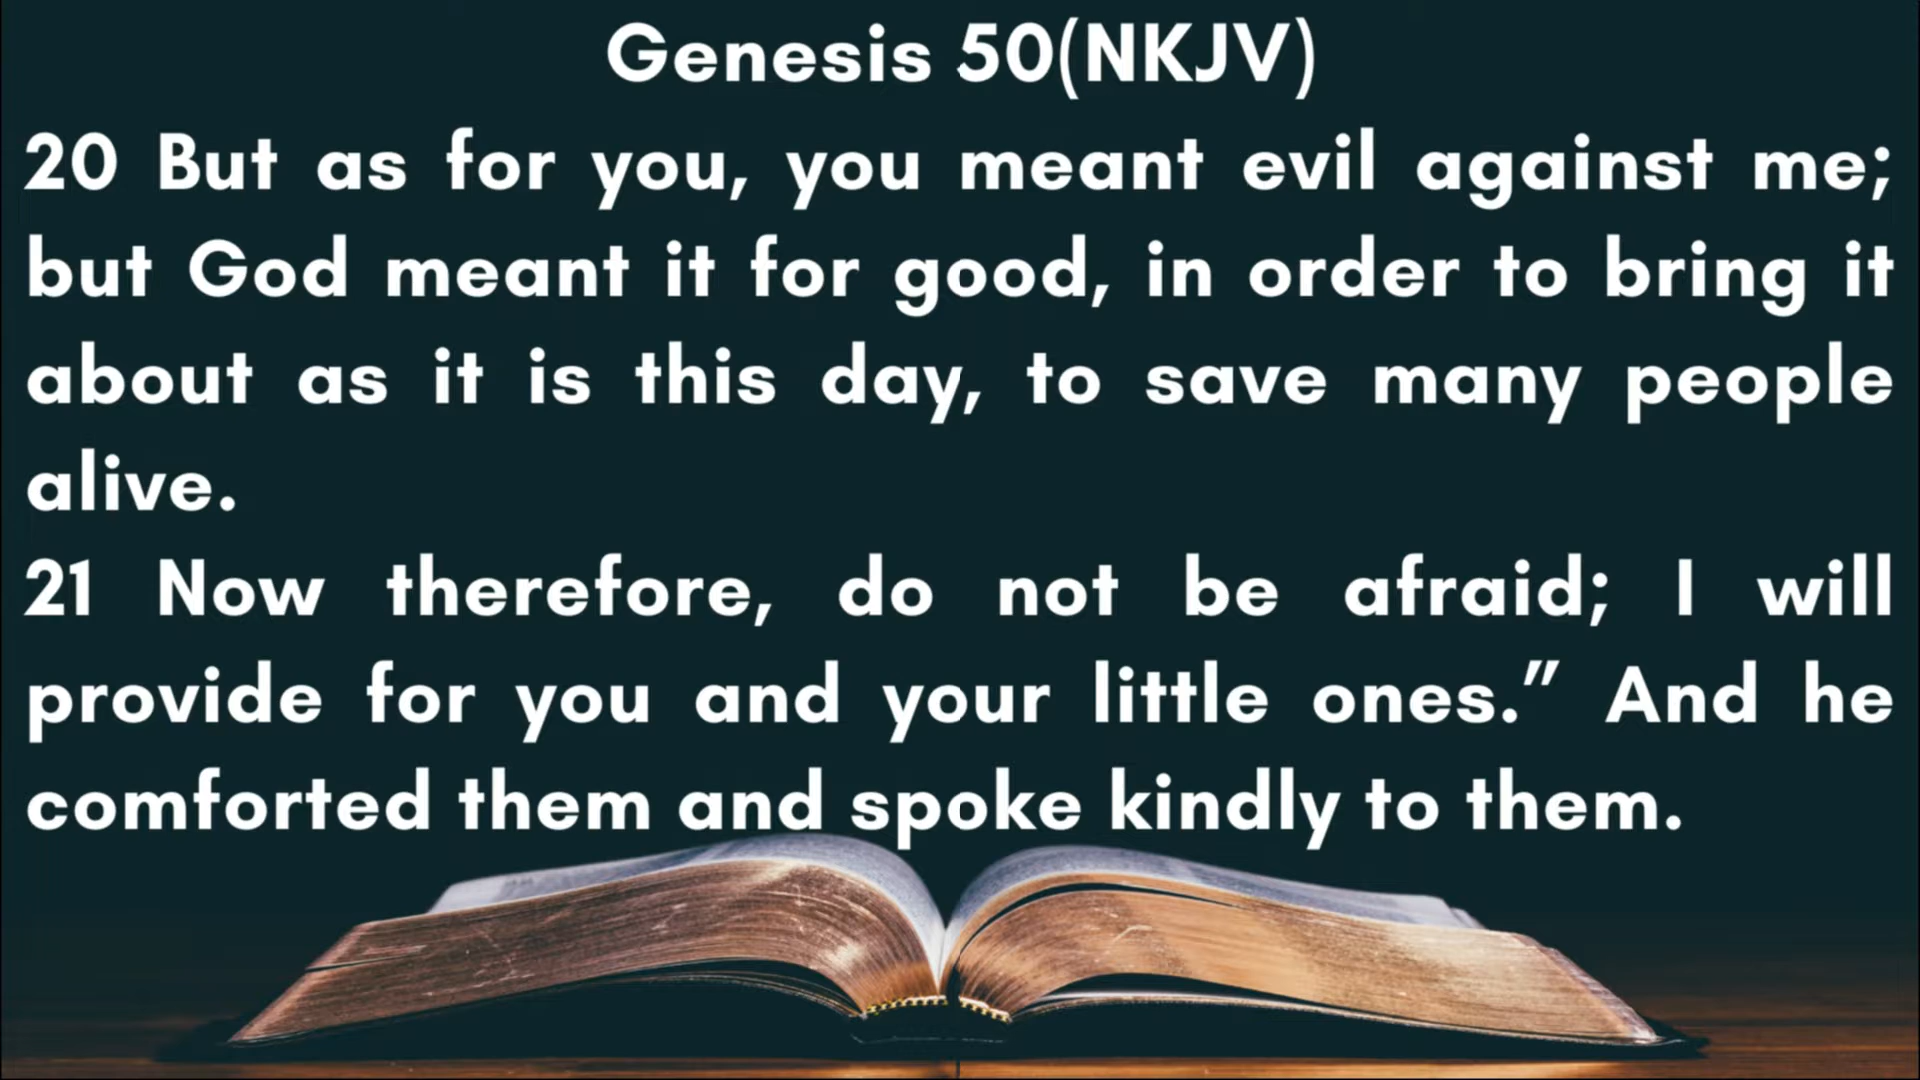 Genesis 50(NKJV)
20 But as for you, you meant evil against me;
but God meant it for good, in order to bring it
about as it is this day, to save many people
alive.
21 Now therefore, do not be afraid; I will
provide for you and your little ones.” And he
comforted them and spoke kindly to them.